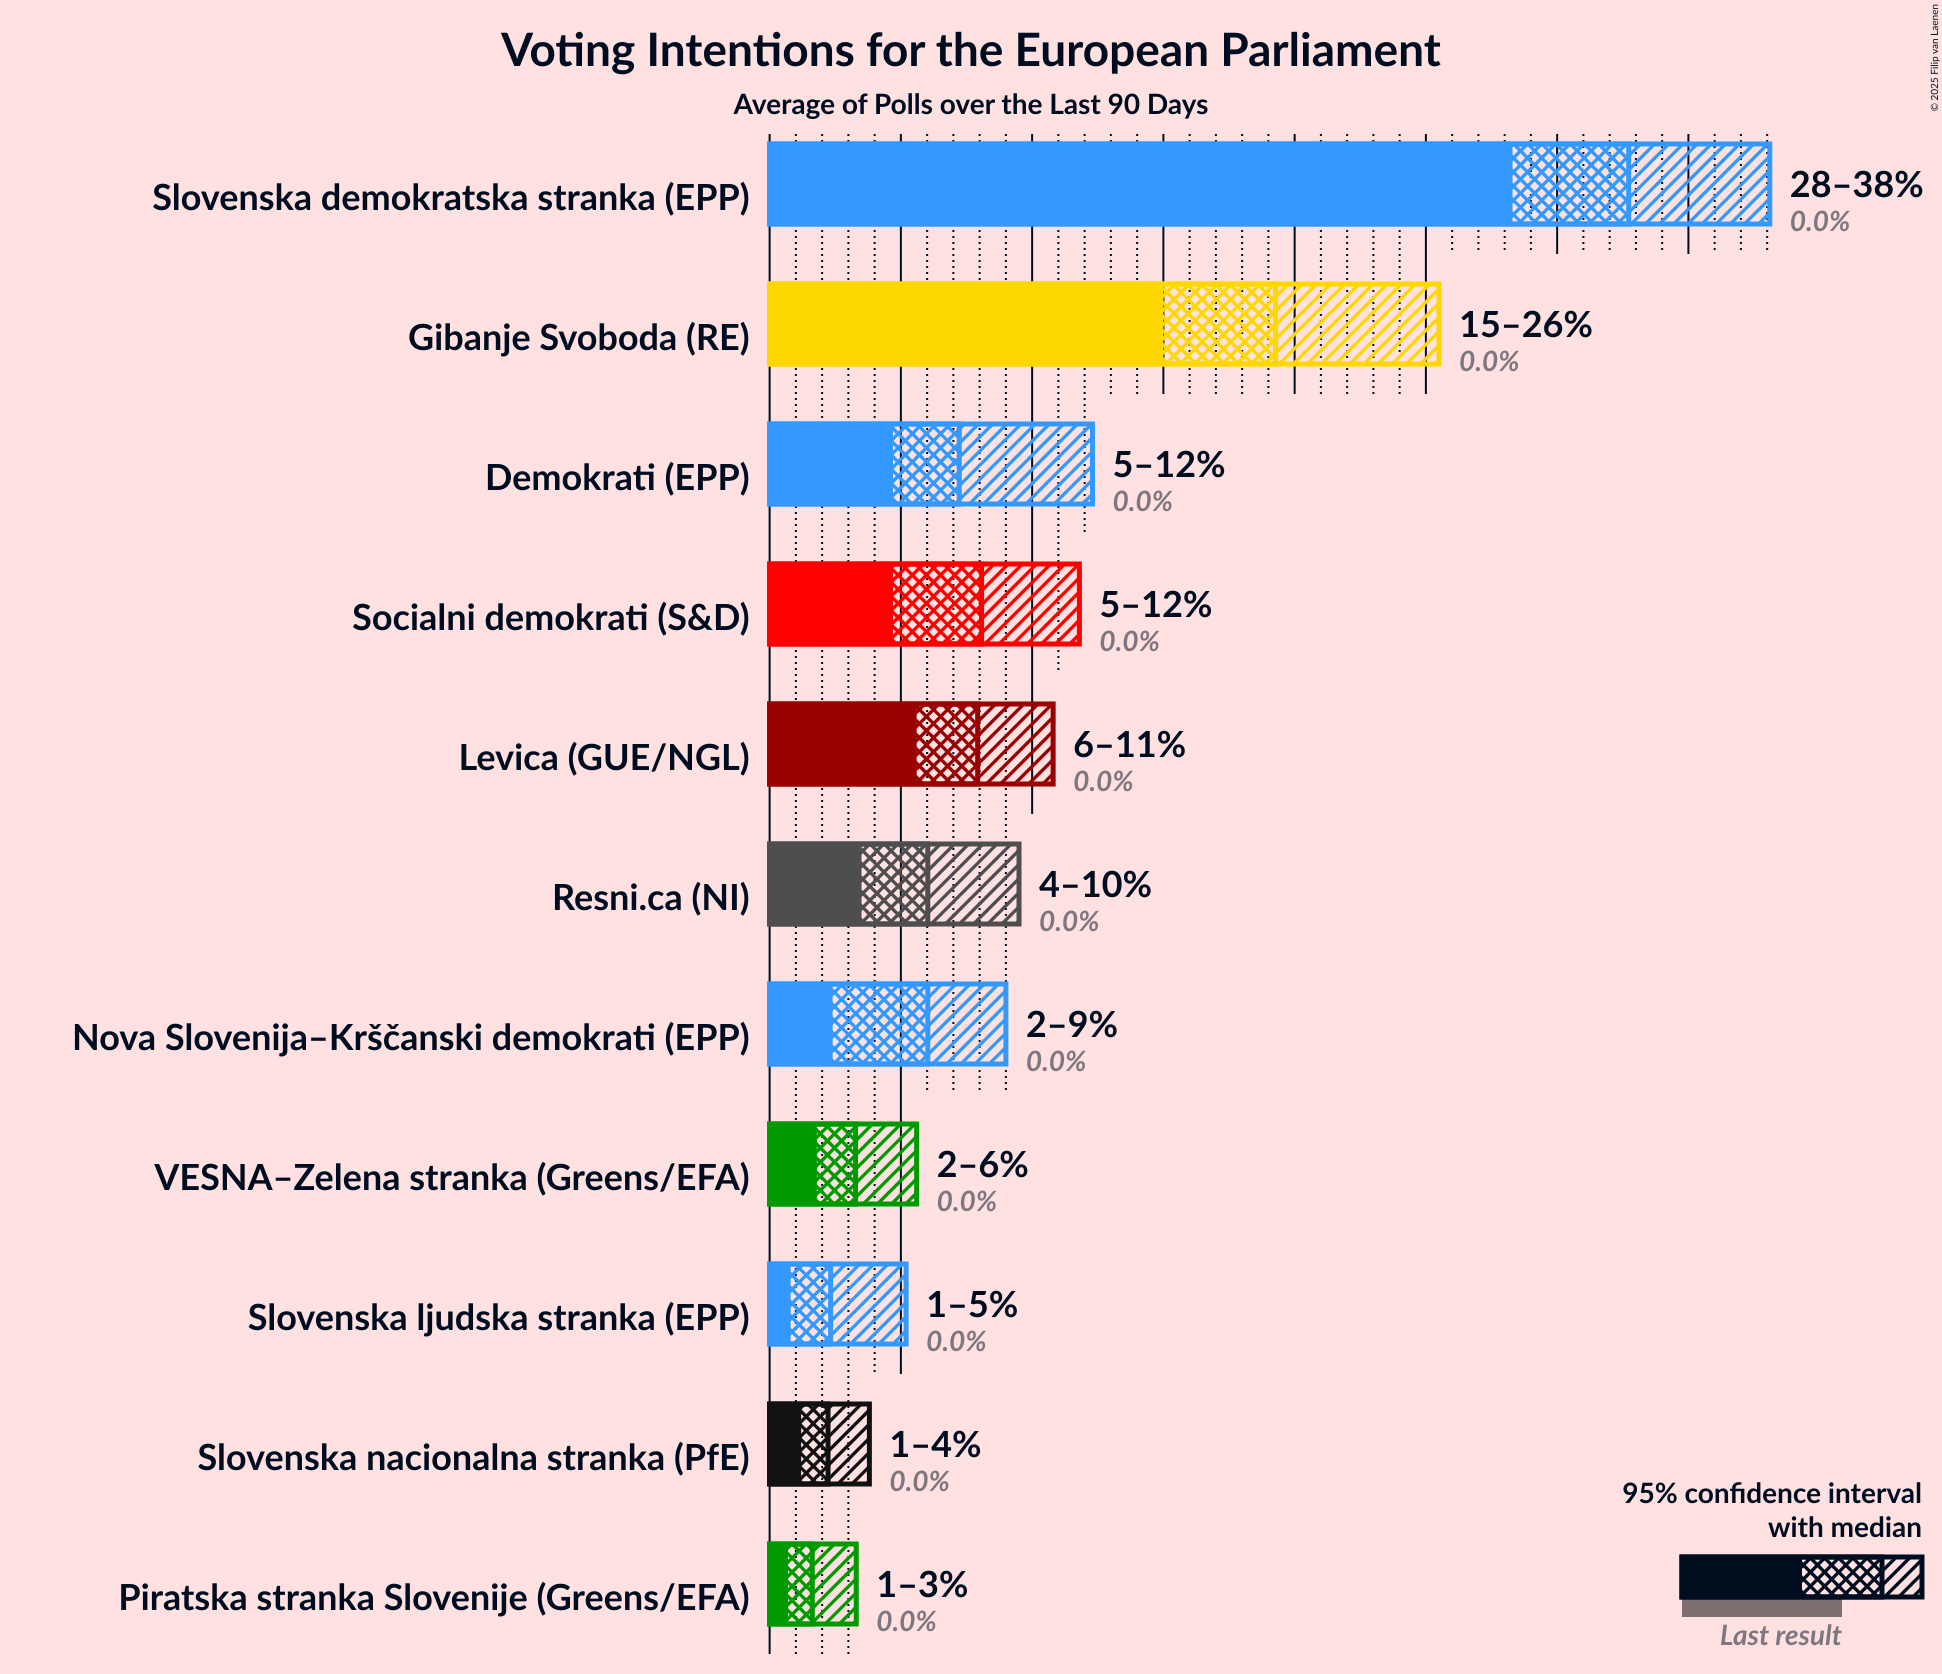 Voting Intentions for the European Parliament
Average of Polls over the Last 90 Days
© 2025 Filip van Laenen
Slovenska demokratska stranka (EPP)
28–38%
0.0%
Gibanje Svoboda (RE)
15–26%
0.0%
Demokrati (EPP)
5–12%
0.0%
Socialni demokrati (S&D)
5–12%
0.0%
Levica (GUE/NGL)
6–11%
0.0%
Resni.ca (NI)
4–10%
0.0%
Nova Slovenija–Krščanski demokrati (EPP)
2–9%
0.0%
VESNA–Zelena stranka (Greens/EFA)
2–6%
0.0%
Slovenska ljudska stranka (EPP)
1–5%
0.0%
Slovenska nacionalna stranka (PfE)
1–4%
0.0%
Piratska stranka Slovenije (Greens/EFA)
1–3%
0.0%
95% confidence interval
with median
Last result